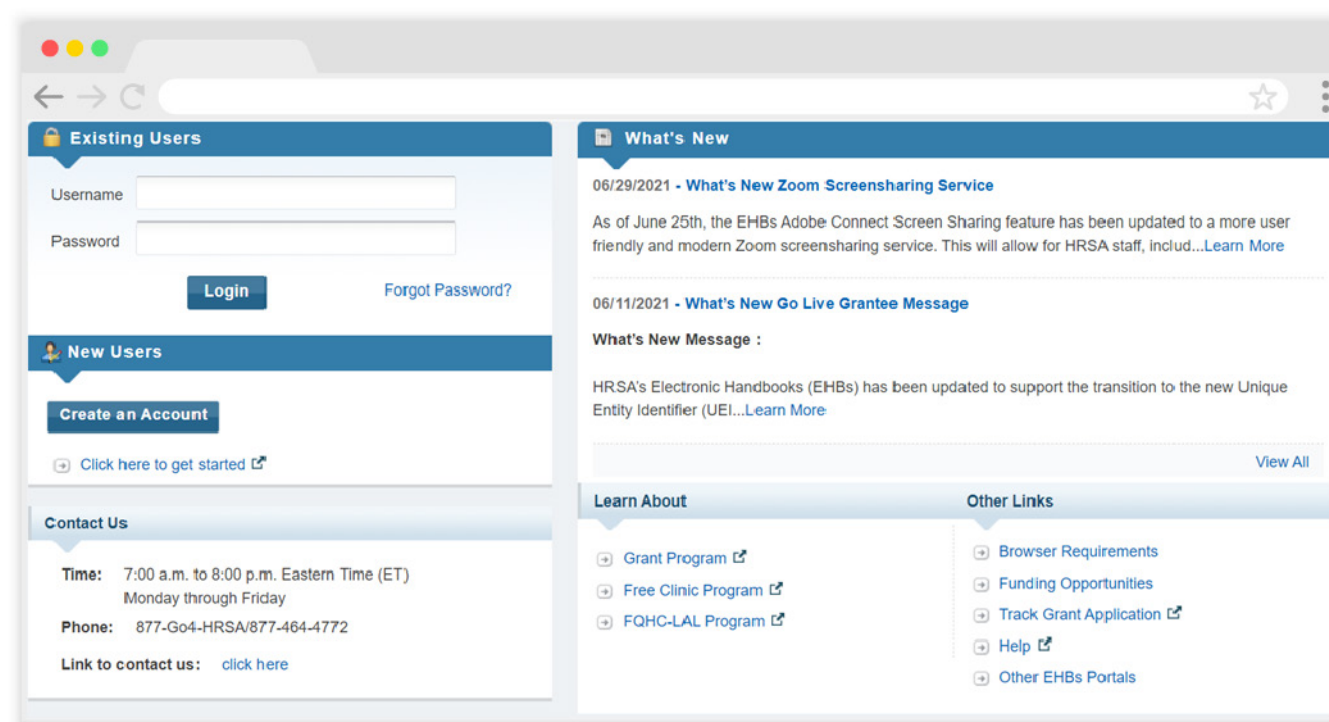 Existing Users
Username
Password
Login
Forgot Password?
New Users
Create an Account
Click here to get started
Contact Us
Time: 7:00 a.m. to 8:00 p.m. Eastern Time (ET)
Monday through Friday
Phone: 877-Go4-HRSA/877-464-4772
Link to contact us: click here
What's New
06/29/2021 - What's New Zoom Screensharing Service
As of June 25th, the EHBs Adobe Connect Screen Sharing feature has been updated to a more user
friendly and modern Zoom screensharing service. This will allow for HRSA staff, includ...Learn More
06/11/2021 - What's New Go Live Grantee Message
What's New Message :
HRSA's Electronic Handbooks (EHBs) has been updated to support the transition to the new Unique
Entity Identifier (UEI...Learn More
View All
Learn About
Grant Program
Free Clinic Program
FQHC-LAL Program
Other Links
Browser Requirements
Funding Opportunities
Track Grant Application
Help
Other EHBs Portals